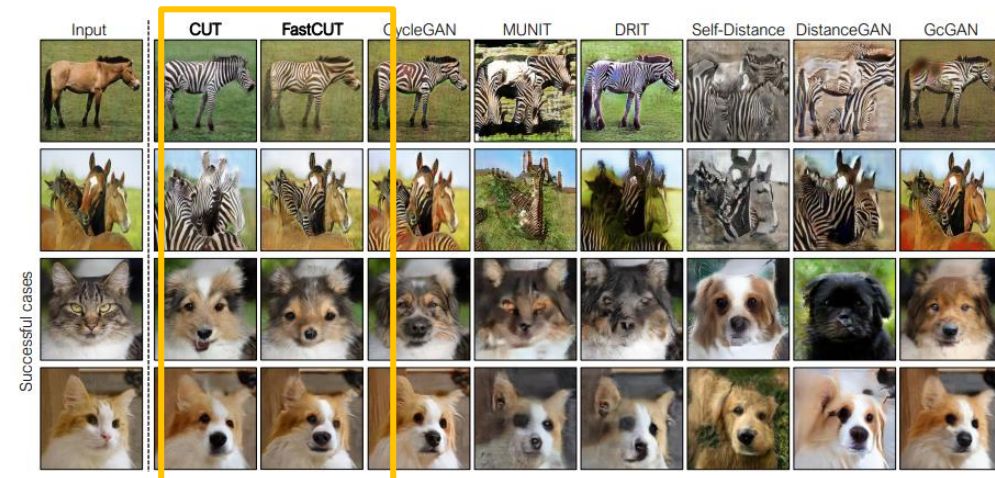 Input CUT FastCUT CycleGAN MUNIT DRIT Self-Distance DistanceGAN GcGAN
Successful cases